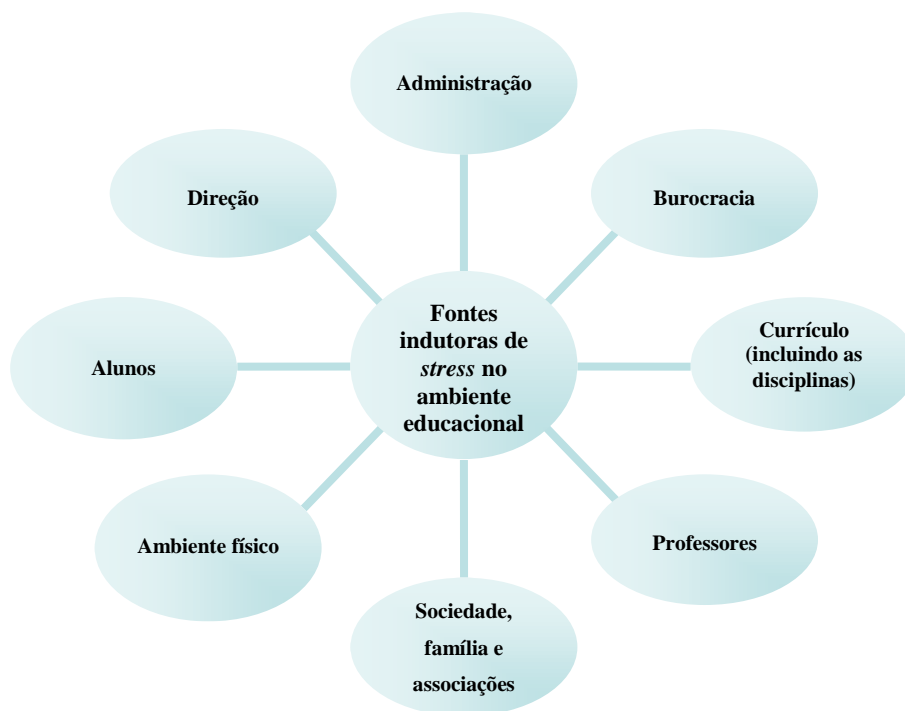 Administração
Direção
Burocracia
Fontes
indutoras de
stress no
ambiente
educacional
Currículo
(incluindo as
disciplinas)
Alunos
Ambiente físico
Professores
Sociedade,
família e
associações